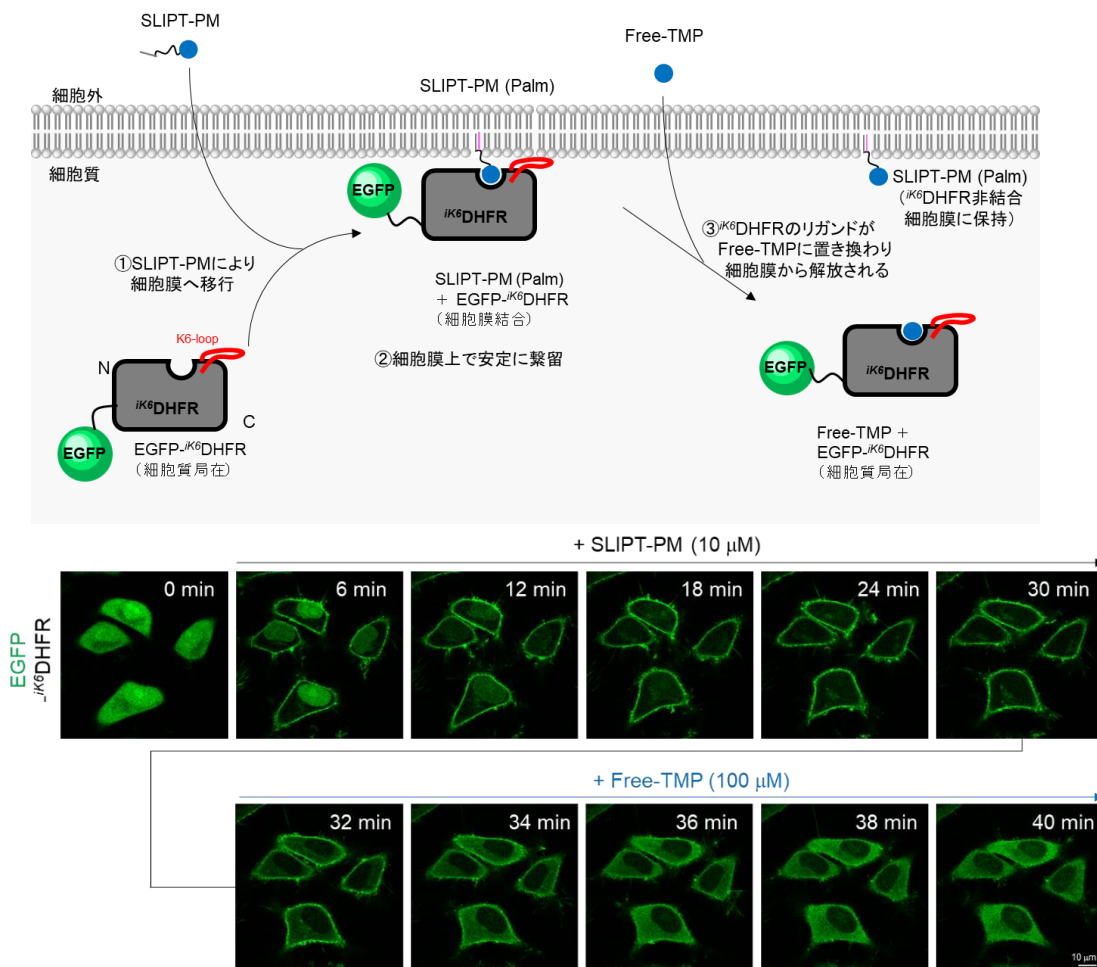 SLIPT-PM
Free-TMP
細胞外
SLIPT-PM (Palm)
細胞質
EGFP
iK6DHFR
SLIPT-PM (Palm)
（iK6DHFR非結合
細胞膜に保持）
①SLIPT-PMにより
細胞膜へ移行
③iK6DHFRのリガンドが
Free-TMPに置き換わり
細胞膜から解放される
SLIPT-PM (Palm)
+ EGFP-iK6DHFR
（細胞膜結合）
②細胞膜上で安定に繋留
K6-loop
N
iK6DHFR
C
EGFP
EGFP-iK6DHFR
（細胞質局在）
EGFP
iK6DHFR
Free-TMP +
EGFP-iK6DHFR
（細胞質局在）
+ SLIPT-PM (10 μM)
EGFP
-iK6DHFR
0 min
6 min
12 min
18 min
24 min
30 min
+ Free-TMP (100 μM)
32 min
34 min
36 min
38 min
40 min
10 μm